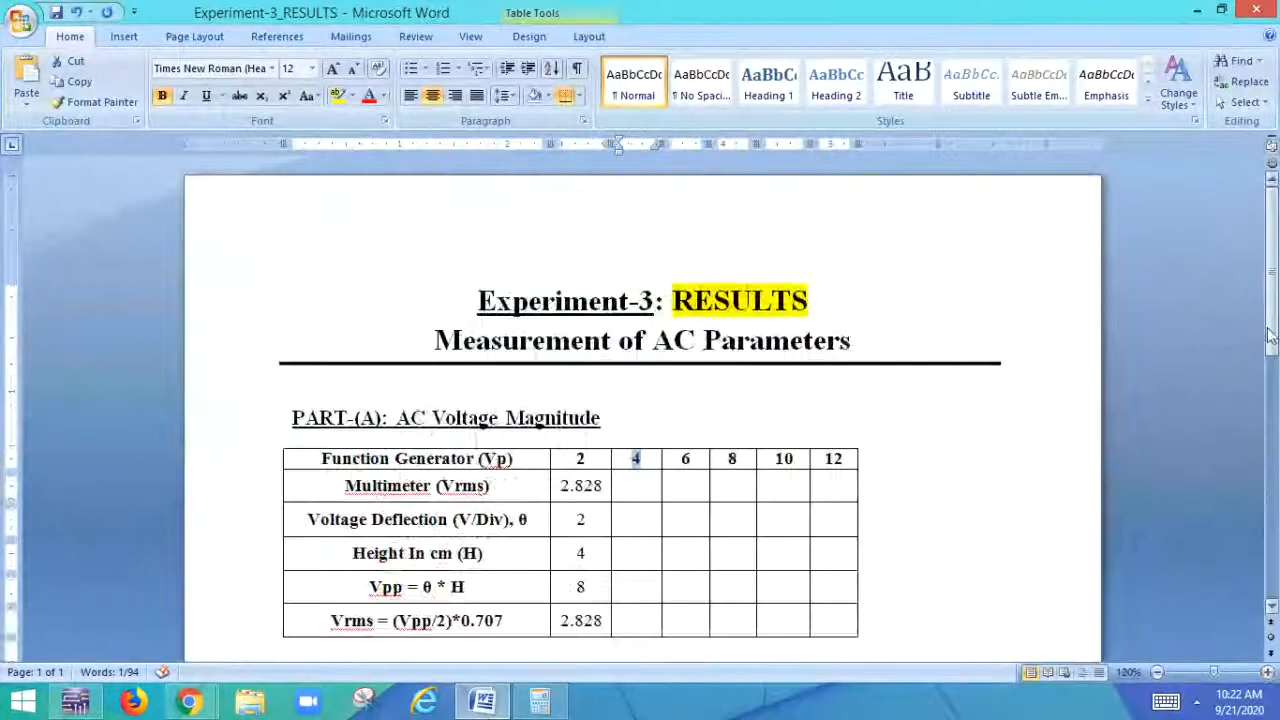 Experiment-3_RESULTS - Microsoft Word
Table Tools
Home Insert Page Layout References Mailings Review View Design Layout
Paste
Cut
Copy
Format Painter
Clipboard
Times New Roman (Hea 12
B I U abe X₂ X² Aa
Font
Paragraph
AaBbCcDc AaBbCcDc AaBbCc AaBbCc AaB AaBbCc. AaBbCcDc AaBbCcDc
¶ Normal ¶ No Spaci... Heading 1 Heading 2 Title Subtitle Subtle Em... Emphasis
Change Styles
Styles
Find
Replace
Select
Editing
Experiment-3: RESULTS
Measurement of AC Parameters
PART-(A): AC Voltage Magnitude
Function Generator (Vp) 2 4 6 8 10 12
Multimeter (Vrms) 2.828
Voltage Deflection (V/Div), θ 2
Height In cm (H) 4
Vpp = θ * H 8
Vrms = (Vpp/2)*0.707 2.828
Page: 1 of 1 Words: 1/94 120%
10:22 AM
9/21/2020